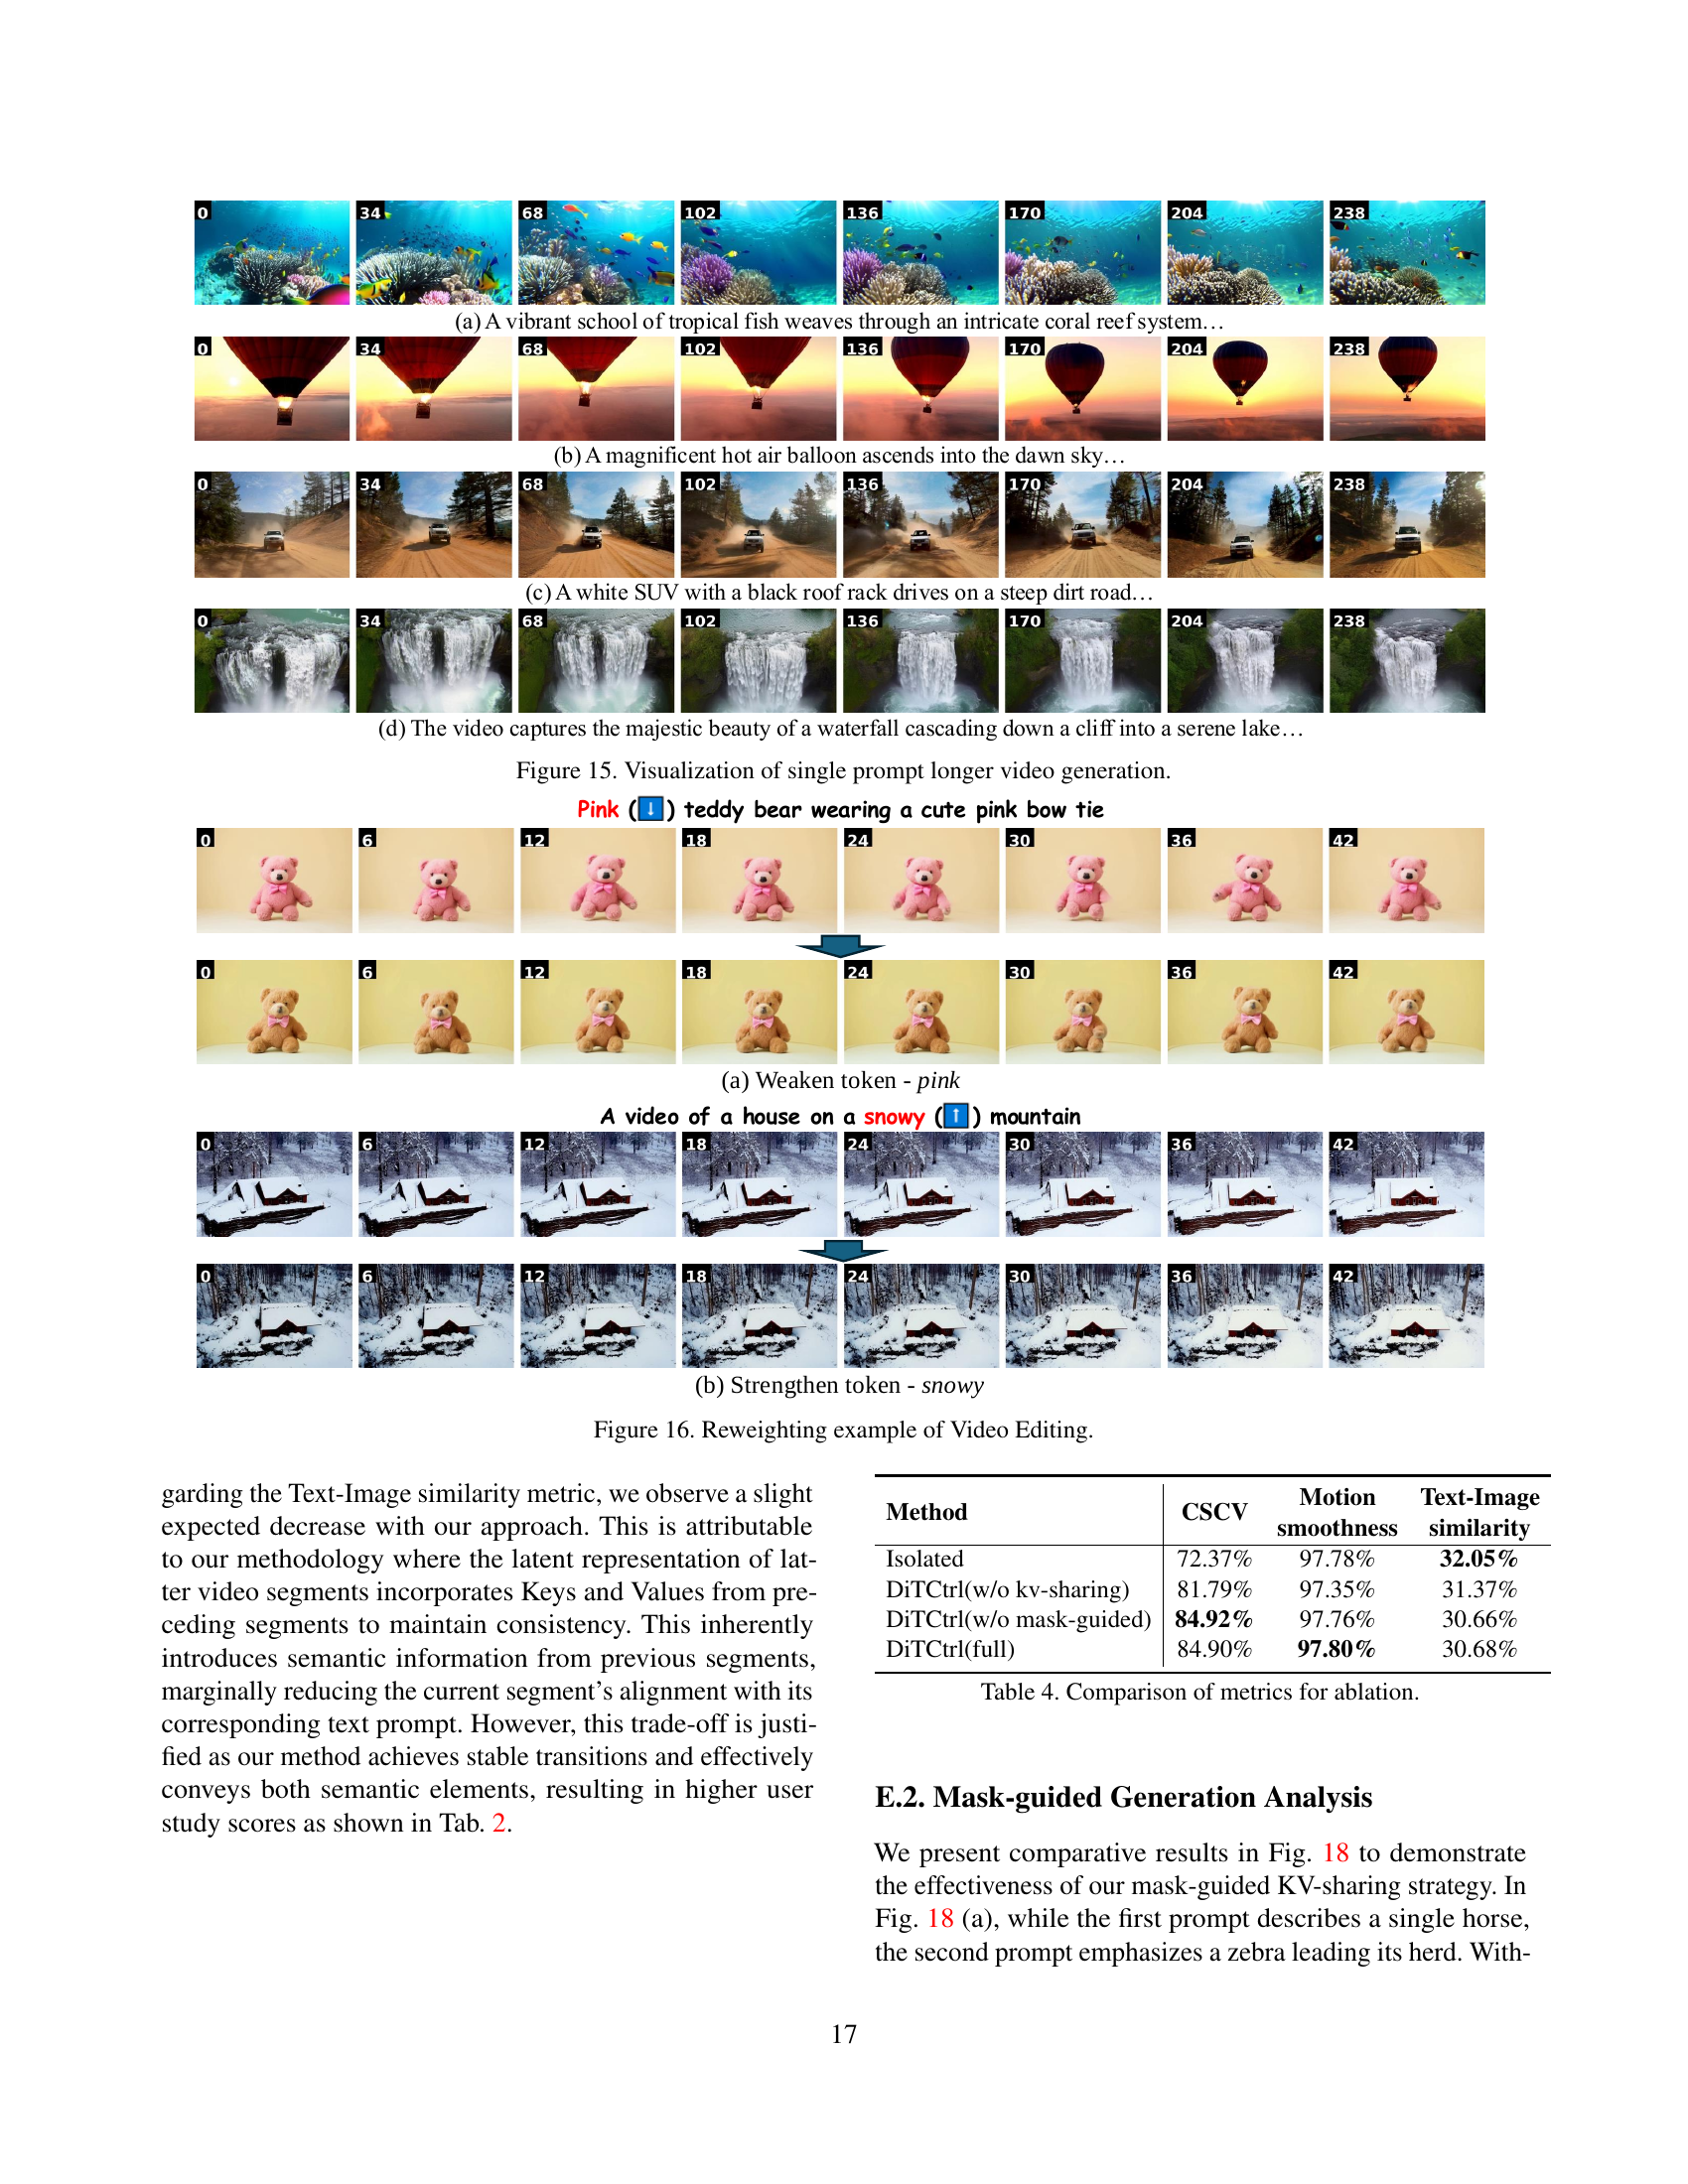 0 34 68 102 136 170 204 238
(a) A vibrant school of tropical fish weaves through an intricate coral reef system…
0 34 68 102 136 170 204 238
(b) A magnificent hot air balloon ascends into the dawn sky…
0 34 68 102 136 170 204 238
(c) A white SUV with a black roof rack drives on a steep dirt road…
0 34 68 102 136 170 204 238
(d) The video captures the majestic beauty of a waterfall cascading down a cliff into a serene lake…
Figure 15. Visualization of single prompt longer video generation.
Pink (↓) teddy bear wearing a cute pink bow tie
0 6 12 18 24 30 36 42
0 6 12 18 24 30 36 42
(a) Weaken token - pink
A video of a house on a snowy (↑) mountain
0 6 12 18 24 30 36 42
0 6 12 18 24 30 36 42
(b) Strengthen token - snowy
Figure 16. Reweighting example of Video Editing.
garding the Text-Image similarity metric, we observe a slight
expected decrease with our approach. This is attributable
to our methodology where the latent representation of lat-
ter video segments incorporates Keys and Values from pre-
ceding segments to maintain consistency. This inherently
introduces semantic information from previous segments,
marginally reducing the current segment's alignment with its
corresponding text prompt. However, this trade-off is justi-
fied as our method achieves stable transitions and effectively
conveys both semantic elements, resulting in higher user
study scores as shown in Tab. 2.
Method CSCV Motion smoothness Text-Image similarity
Isolated 72.37% 97.78% 32.05%
DiTCtrl(w/o kv-sharing) 81.79% 97.35% 31.37%
DiTCtrl(w/o mask-guided) 84.92% 97.76% 30.66%
DiTCtrl(full) 84.90% 97.80% 30.68%
Table 4. Comparison of metrics for ablation.
E.2. Mask-guided Generation Analysis
We present comparative results in Fig. 18 to demonstrate
the effectiveness of our mask-guided KV-sharing strategy. In
Fig. 18 (a), while the first prompt describes a single horse,
the second prompt emphasizes a zebra leading its herd. With-
17